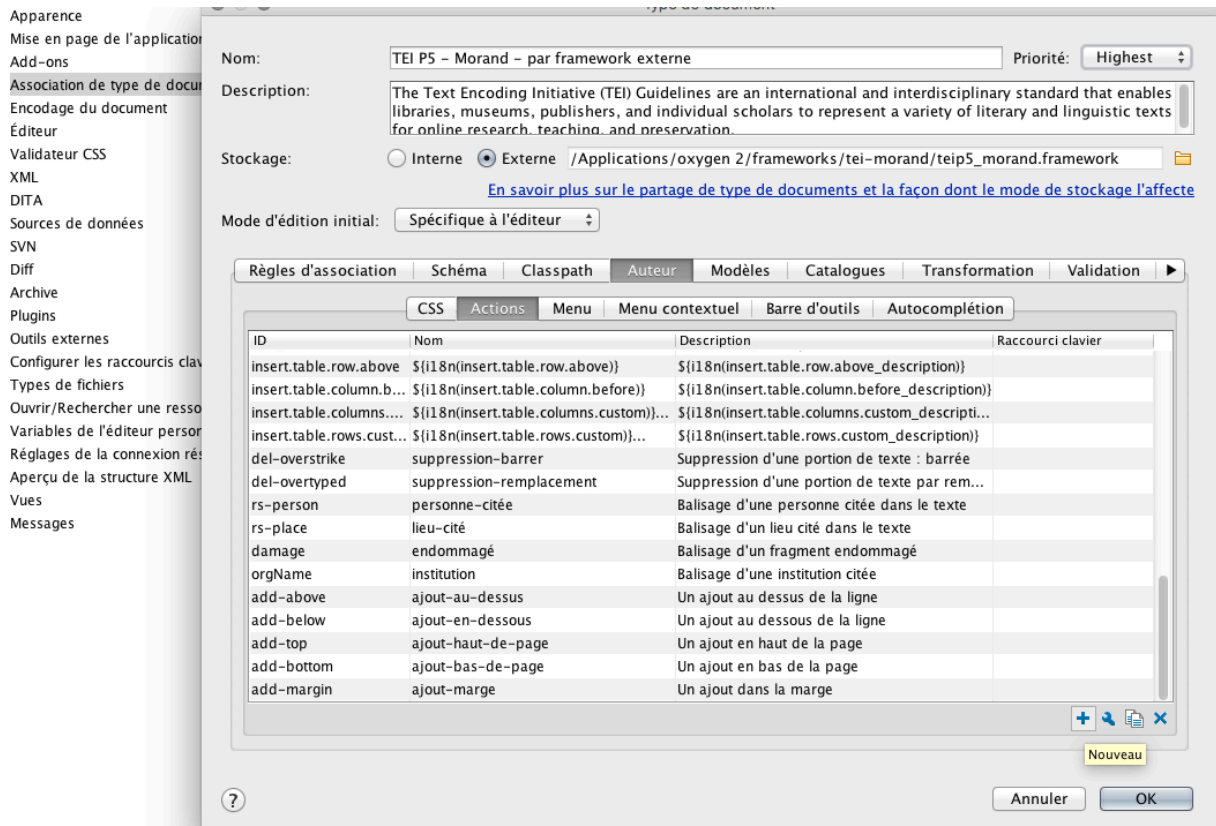 Apparence
Mise en page de l'application
Add-ons
Association de type de docur
Encodage du document
Éditeur
Validateur CSS
XML
DITA
Sources de données
SVN
Diff
Archive
Plugins
Outils externes
Configurer les raccourcis clav
Types de fichiers
Ouvrir/Rechercher une resso
Variables de l'éditeur person
Réglages de la connexion rés
Aperçu de la structure XML
Vues
Messages
Type de document
Nom: TEI P5 – Morand – par framework externe Priorité: Highest
Description: The Text Encoding Initiative (TEI) Guidelines are an international and interdisciplinary standard that enables
libraries, museums, publishers, and individual scholars to represent a variety of literary and linguistic texts
for online research, teaching, and preservation.
Stockage: Interne Externe /Applications/oxygen 2/frameworks/tei-morand/teip5_morand.framework
En savoir plus sur le partage de type de documents et la façon dont le mode de stockage l'affecte
Mode d'édition initial: Spécifique à l'éditeur
Règles d'association Schéma Classpath Auteur Modèles Catalogues Transformation Validation
CSS Actions Menu Menu contextuel Barre d'outils Autocomplétion
ID Nom Description Raccourci clavier
insert.table.row.above ${i18n(insert.table.row.above)} ${i18n(insert.table.row.above_description)}
insert.table.column.b... ${i18n(insert.table.column.before)} ${i18n(insert.table.column.before_description)}
insert.table.columns.... ${i18n(insert.table.columns.custom)}... ${i18n(insert.table.columns.custom_descripti...
insert.table.rows.cust... ${i18n(insert.table.rows.custom)}... ${i18n(insert.table.rows.custom_description)}
del-overstrike suppression-barrer Suppression d'une portion de texte : barrée
del-overtyped suppression-remplacement Suppression d'une portion de texte par rem...
rs-person personne-citée Balisage d'une personne citée dans le texte
rs-place lieu-cité Balisage d'un lieu cité dans le texte
damage endommagé Balisage d'un fragment endommagé
orgName institution Balisage d'une institution citée
add-above ajout-au-dessus Un ajout au dessus de la ligne
add-below ajout-en-dessous Un ajout au dessous de la ligne
add-top ajout-haut-de-page Un ajout en haut de la page
add-bottom ajout-bas-de-page Un ajout en bas de la page
add-margin ajout-marge Un ajout dans la marge
Nouveau
? Annuler OK